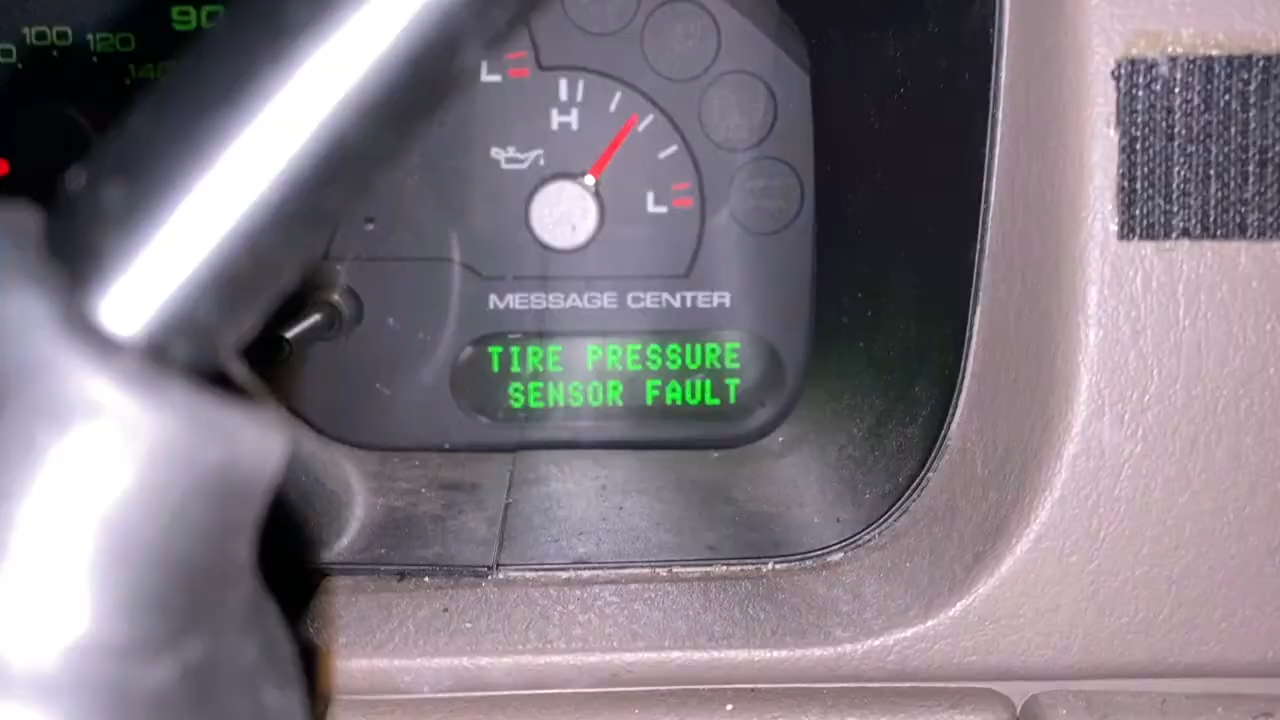 90
100
120
140
L
H
L
MESSAGE CENTER
TIRE PRESSURE
SENSOR FAULT